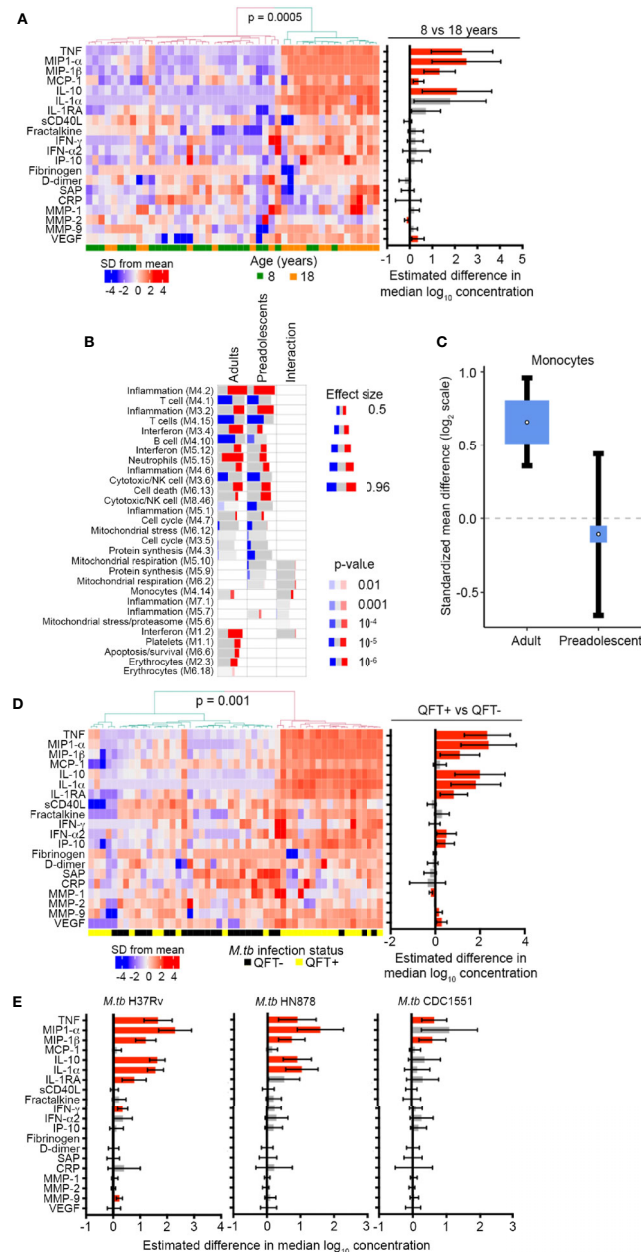 A
p = 0.0005
8 vs 18 years
TNF
MIP1-α
MIP-1β
MCP-1
IL-10
IL-1α
IL-1RA
sCD40L
Fractalkine
IFN-γ
IFN-α2
IP-10
Fibrinogen
D-dimer
SAP
CRP
MMP-1
MMP-2
MMP-9
VEGF
SD from mean
-4 -2 0 2 4
Age (years)
8 18
-1 0 1 2 3 4 5
Estimated difference in
median log10 concentration
B
Adults
Preadolescents
Interaction
Inflammation (M4.2)
T cell (M4.1)
Inflammation (M3.2)
T cells (M4.15)
Interferon (M3.4)
B cell (M4.10)
Interferon (M5.12)
Neutrophils (M5.15)
Inflammation (M4.6)
Cytotoxic/NK cell (M3.6)
Cell death (M6.13)
Cytotoxic/NK cell (M8.46)
Inflammation (M5.1)
Cell cycle (M4.7)
Mitochondrial stress (M6.12)
Cell cycle (M3.5)
Protein synthesis (M4.3)
Mitochondrial respiration (M5.10)
Protein synthesis (M5.9)
Mitochondrial respiration (M6.2)
Monocytes (M4.14)
Inflammation (M7.1)
Inflammation (M5.7)
Mitochondrial stress/proteasome (M5.6)
Interferon (M1.2)
Platelets (M1.1)
Apoptosis/survival (M6.6)
Erythrocytes (M2.3)
Erythrocytes (M6.18)
Effect size
0.5
0.96
p-value
0.01
0.001
10-4
10-5
10-6
C
Monocytes
Standardized mean difference (log2 scale)
1.0
0.5
0.0
-0.5
Adult Preadolescent
D
p = 0.001
QFT+ vs QFT-
TNF
MIP1-α
MIP-1β
MCP-1
IL-10
IL-1α
IL-1RA
sCD40L
Fractalkine
IFN-γ
IFN-α2
IP-10
Fibrinogen
D-dimer
SAP
CRP
MMP-1
MMP-2
MMP-9
VEGF
SD from mean
-4 -2 0 2 4
M.tb infection status
QFT- QFT+
-2 0 2 4
Estimated difference in
median log10 concentration
E
M.tb H37Rv M.tb HN878 M.tb CDC1551
TNF
MIP1-α
MIP-1β
MCP-1
IL-10
IL-1α
IL-1RA
sCD40L
Fractalkine
IFN-γ
IFN-α2
IP-10
Fibrinogen
D-dimer
SAP
CRP
MMP-1
MMP-2
MMP-9
VEGF
0 1 2 3 -1 0 1 2 3 -1 0 1 2 3
Estimated difference in median log10 concentration